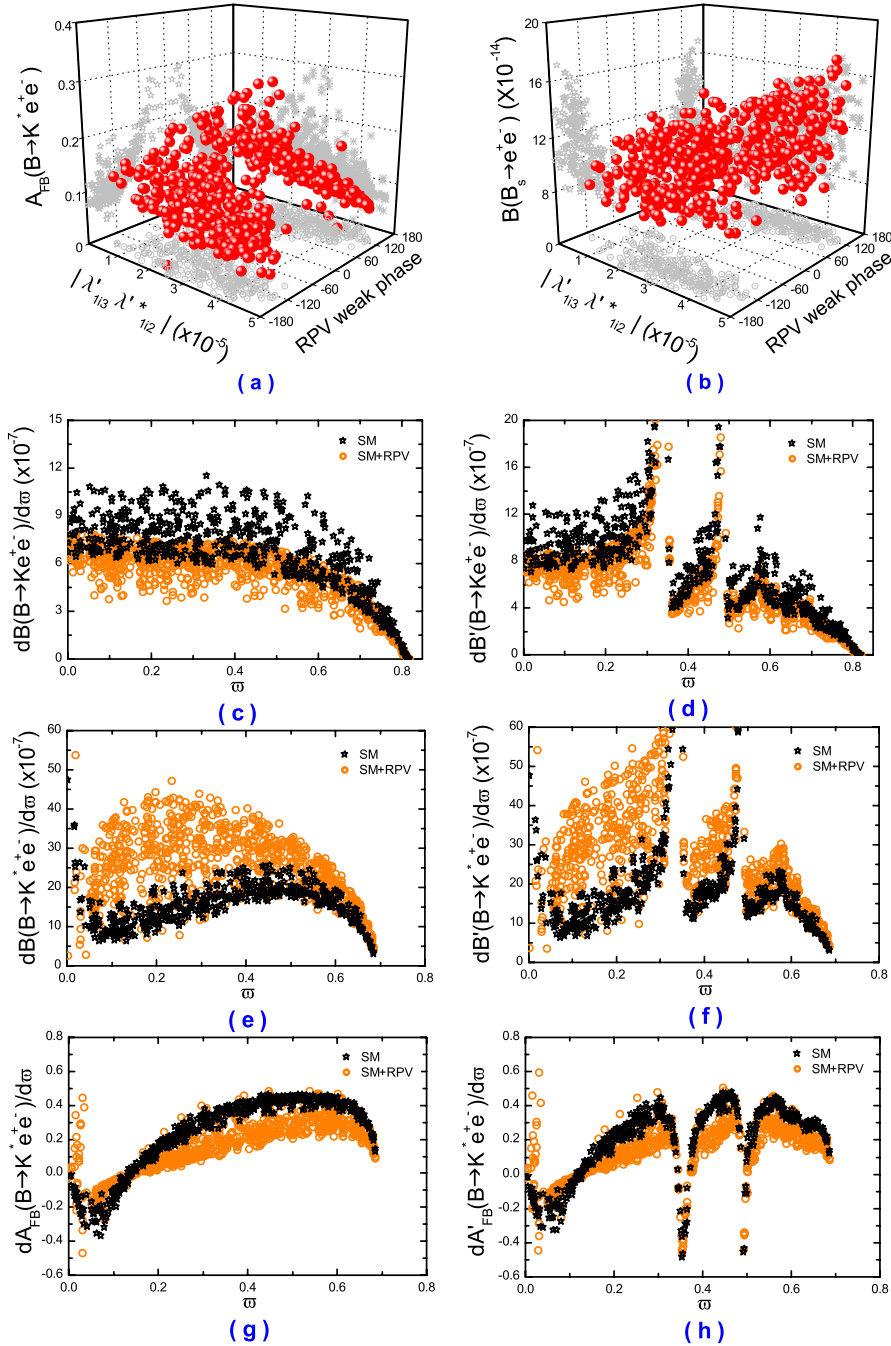 0.4
0.3
0.2
0.1
A_FB(B→K* e⁺e⁻)
0
1
2
3
4
5
| λ'_1i3 λ'*_1i2 | (x10⁻⁵)
-180
-120
-60
0
60
120
180
RPV weak phase
( a )
20
16
12
8
B(B_s→e⁺e⁻) (X10⁻¹⁴)
0
1
2
3
4
5
| λ'_1i3 λ'*_1i2 | (x10⁻⁵)
-180
-120
-60
0
60
120
180
RPV weak phase
( b )
15
12
9
6
3
0
dB(B→Ke⁺e⁻)/dϖ (x10⁻⁷)
SM
SM+RPV
0.0 0.2 0.4 0.6 0.8
ϖ
( c )
20
16
12
8
4
0
dB'(B→Ke⁺e⁻)/dϖ (x10⁻⁷)
SM
SM+RPV
0.0 0.2 0.4 0.6 0.8
ϖ
( d )
60
50
40
30
20
10
0
dB(B→K* e⁺e⁻)/dϖ (x10⁻⁷)
SM
SM+RPV
0.0 0.2 0.4 0.6 0.8
ϖ
( e )
60
50
40
30
20
10
0
dB'(B→K* e⁺e⁻)/dϖ (x10⁻⁷)
SM
SM+RPV
0.0 0.2 0.4 0.6 0.8
ϖ
( f )
0.8
0.6
0.4
0.2
0.0
-0.2
-0.4
-0.6
dA_FB(B→K* e⁺e⁻)/dϖ
SM
SM+RPV
0.0 0.2 0.4 0.6 0.8
ϖ
( g )
0.8
0.6
0.4
0.2
0.0
-0.2
-0.4
-0.6
dA'_FB(B→K* e⁺e⁻)/dϖ
SM
SM+RPV
0.0 0.2 0.4 0.6 0.8
ϖ
( h )